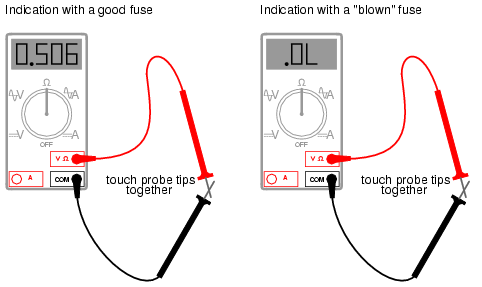 Indication with a good fuse
0.506
Ω
V
A
V
A
OFF
V Ω
A
COM
touch probe tips
together
Indication with a "blown" fuse
.0L
Ω
V
A
V
A
OFF
V Ω
A
COM
touch probe tips
together